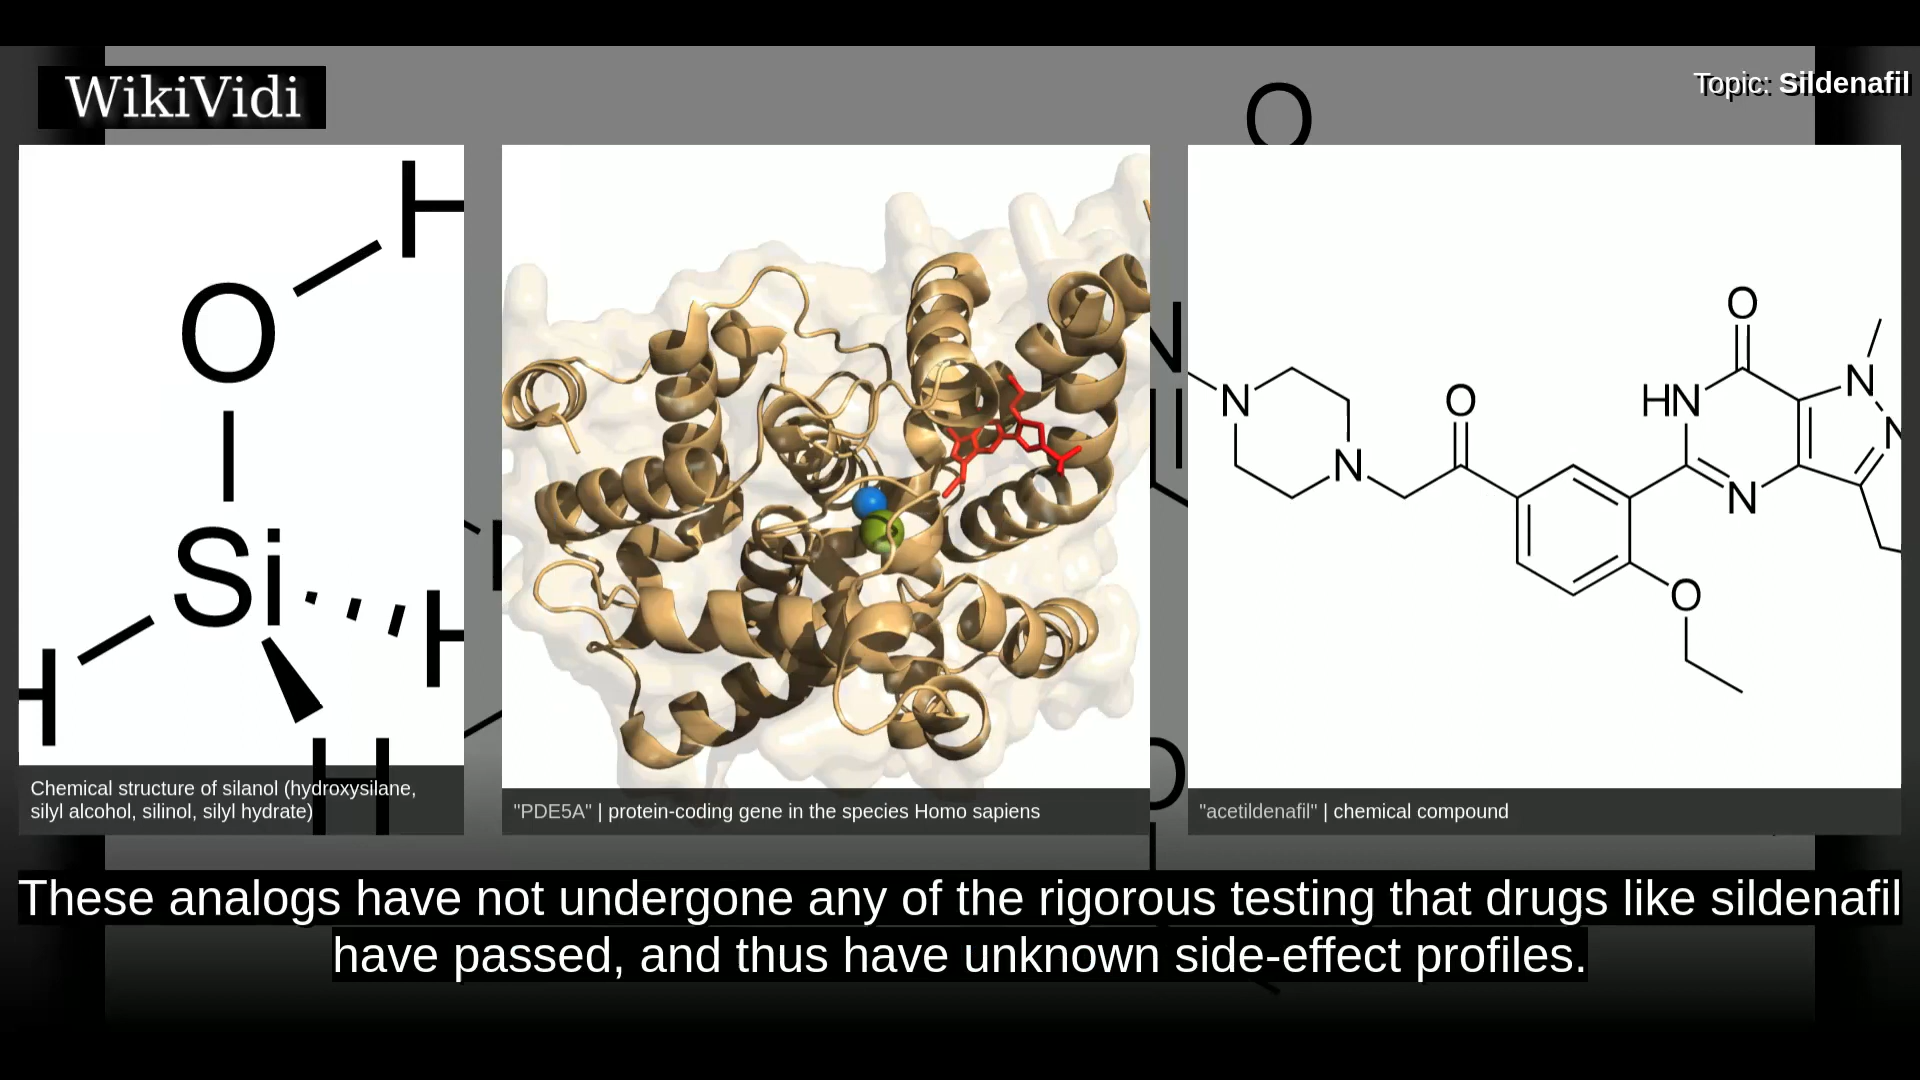 WikiVidi
Topic: Sildenafil
O
H
O
Si
H
H
H
Chemical structure of silanol (hydroxysilane,
silyl alcohol, silinol, silyl hydrate)
"PDE5A" | protein-coding gene in the species Homo sapiens
N
O
O
N
N
O
HN
N
N
N
O
"acetildenafil" | chemical compound
These analogs have not undergone any of the rigorous testing that drugs like sildenafil
have passed, and thus have unknown side-effect profiles.